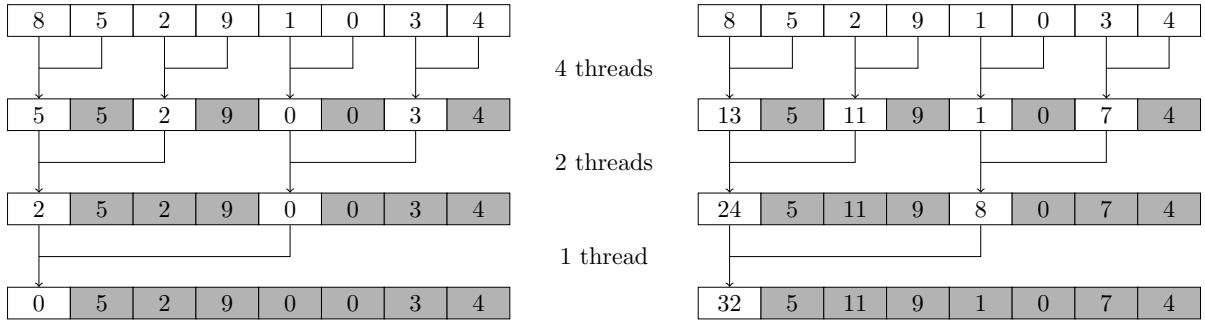 8 5 2 9 1 0 3 4 8 5 2 9 1 0 3 4
4 threads
5 5 2 9 0 0 3 4 13 5 11 9 1 0 7 4
2 threads
2 5 2 9 0 0 3 4 24 5 11 9 8 0 7 4
1 thread
0 5 2 9 0 0 3 4 32 5 11 9 1 0 7 4